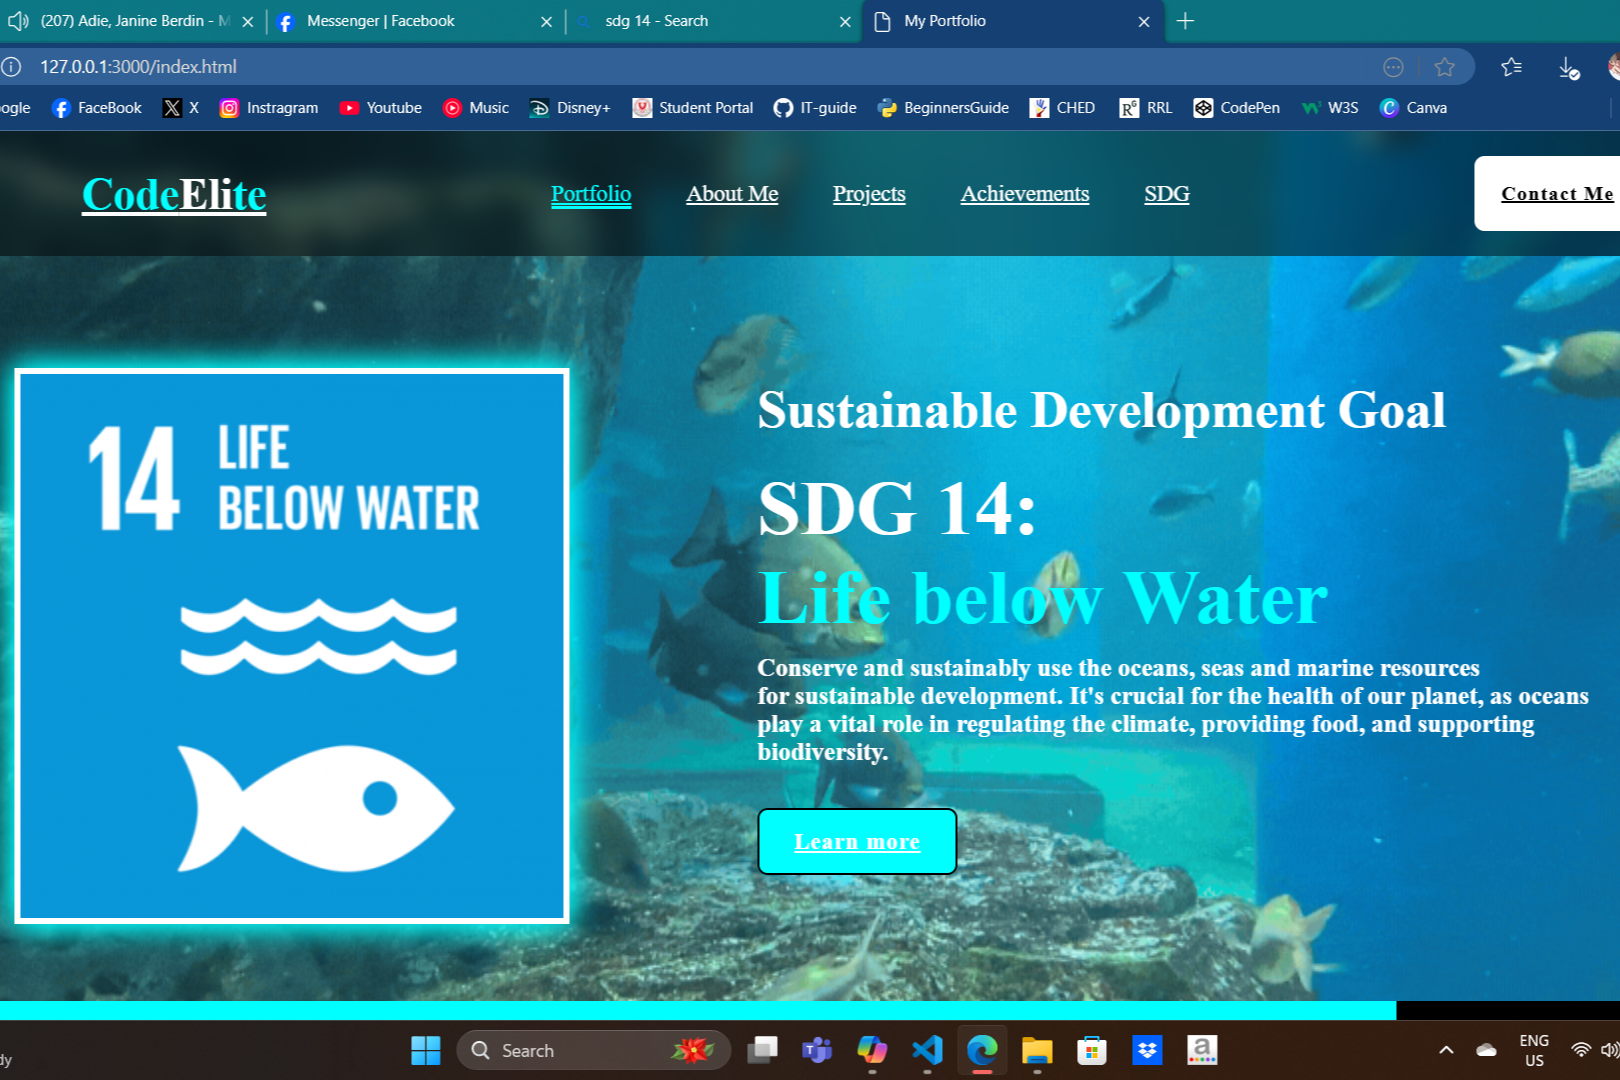 (207) Adie, Janine Berdin - M
Messenger | Facebook
sdg 14 - Search
My Portfolio
127.0.0.1:3000/index.html
ogle
FaceBook
X
Instragram
Youtube
Music
Disney+
Student Portal
IT-guide
BeginnersGuide
CHED
RRL
CodePen
W3S
Canva
CodeElite
Portfolio
About Me
Projects
Achievements
SDG
Contact Me
14 LIFE
BELOW WATER
Sustainable Development Goal
SDG 14:
Life below Water
Conserve and sustainably use the oceans, seas and marine resources
for sustainable development. It's crucial for the health of our planet, as oceans
play a vital role in regulating the climate, providing food, and supporting
biodiversity.
Learn more
dy
Search
ENG
US